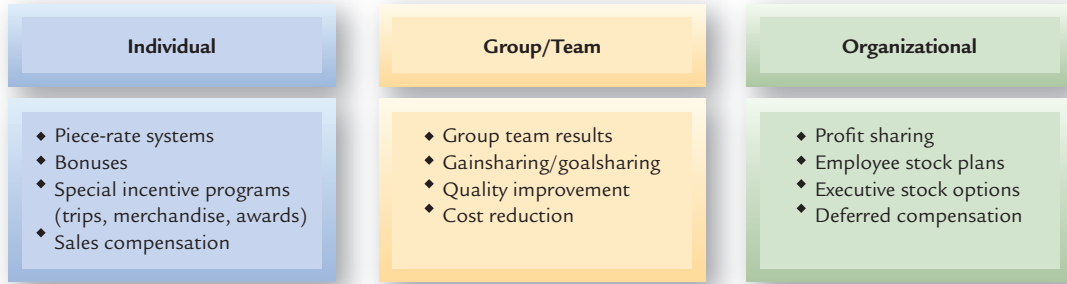 Individual
◆ Piece-rate systems
◆ Bonuses
◆ Special incentive programs
(trips, merchandise, awards)
◆ Sales compensation
Group/Team
◆ Group team results
◆ Gainsharing/goalsharing
◆ Quality improvement
◆ Cost reduction
Organizational
◆ Profit sharing
◆ Employee stock plans
◆ Executive stock options
◆ Deferred compensation